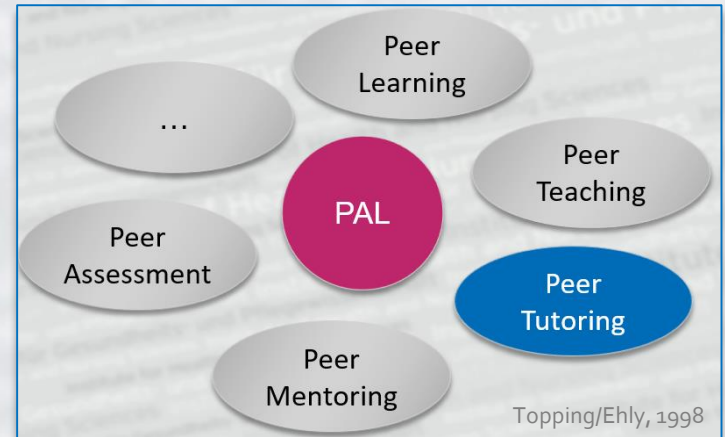 Peer
Learning
...
Peer
Teaching
PAL
Peer
Assessment
Peer
Tutoring
Peer
Mentoring
Topping/Ehly, 1998